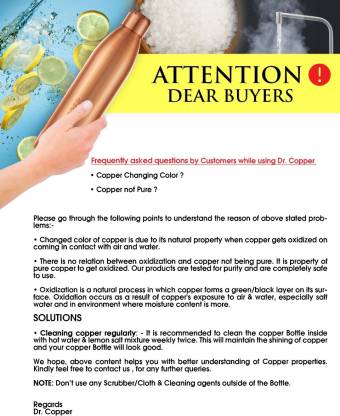 ATTENTION !
DEAR BUYERS
Frequently asked questions by Customers while using Dr. Copper
• Copper Changing Color ?
• Copper not Pure ?
Please go through the following points to understand the reason of above stated prob-
lems:-
• Changed color of copper is due to its natural property when copper gets oxidized on
coming in contact with air and water.
• There is no relation between oxidization and copper not being pure. It is property of
pure copper to get oxidized. Our products are tested for purity and are completely safe
to use.
• Oxidization is a natural process in which copper forms a green/black layer on its sur-
face. Oxidation occurs as a result of copper's exposure to air & water, especially salt
water and in environment where moisture content is more.
SOLUTIONS
• Cleaning copper regularly: - It is recommended to clean the copper Bottle inside
with hot water & lemon salt mixture weekly twice. This will maintain the shining of copper
and your copper Bottle will look good.
We hope, above content helps you with better understanding of Copper properties.
Kindly feel free to contact us , for any further queries.
NOTE: Don't use any Scrubber/Cloth & Cleaning agents outside of the Bottle.
Regards
Dr. Copper